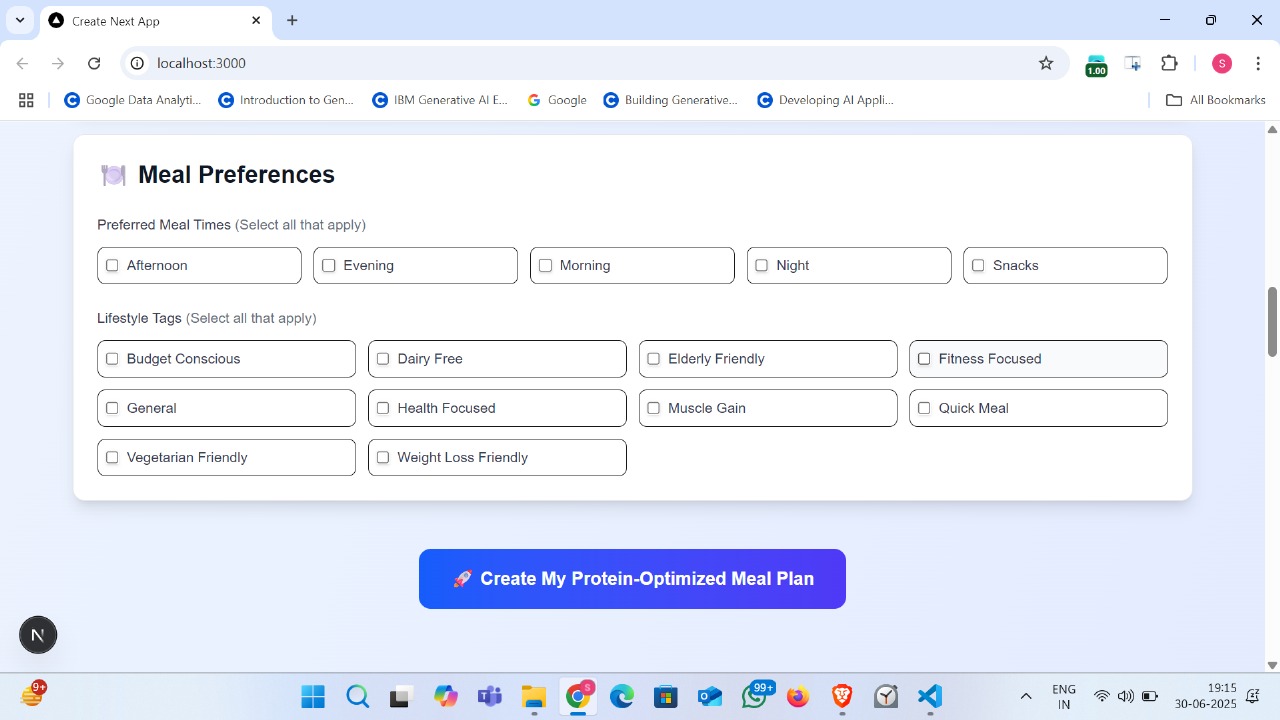 Create Next App
localhost:3000
1.00
S
Google Data Analyti...
Introduction to Gen...
IBM Generative AI E...
Google
Building Generative...
Developing AI Appli...
All Bookmarks
Meal Preferences
Preferred Meal Times (Select all that apply)
Afternoon
Evening
Morning
Night
Snacks
Lifestyle Tags (Select all that apply)
Budget Conscious
Dairy Free
Elderly Friendly
Fitness Focused
General
Health Focused
Muscle Gain
Quick Meal
Vegetarian Friendly
Weight Loss Friendly
🚀 Create My Protein-Optimized Meal Plan
N
9+
S
99+
ENG
IN
19:15
30-06-2025